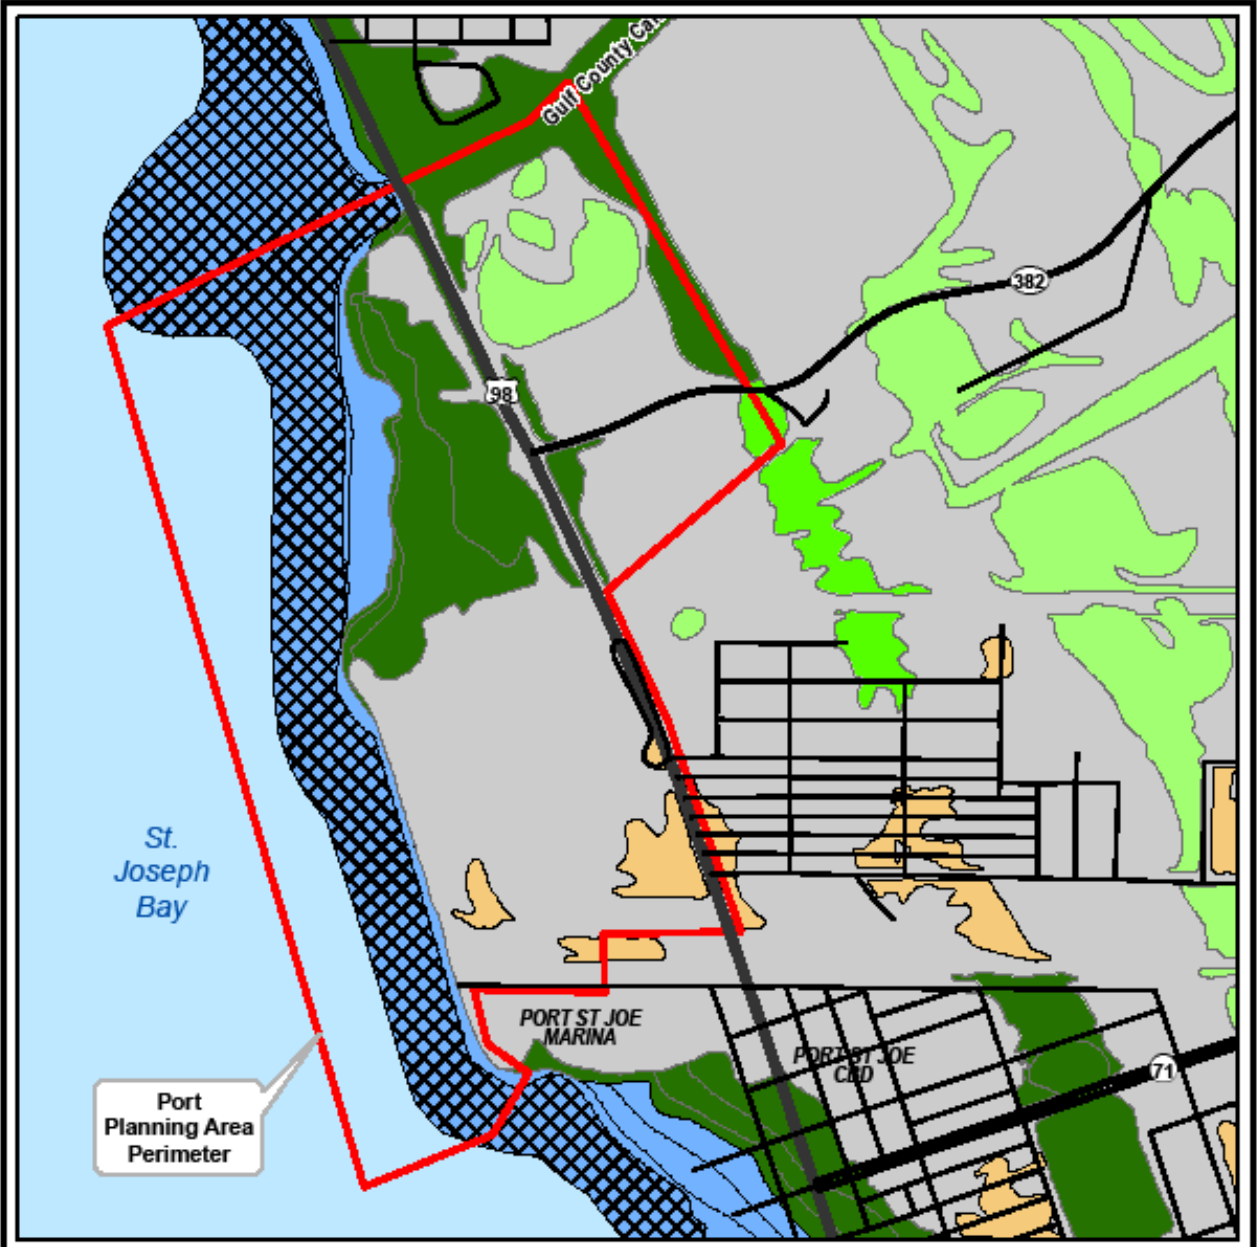 Gulf County Can
382
98
St.
Joseph
Bay
PORT ST JOE
MARINA
PORT ST JOE
CBD
71
Port
Planning Area
Perimeter